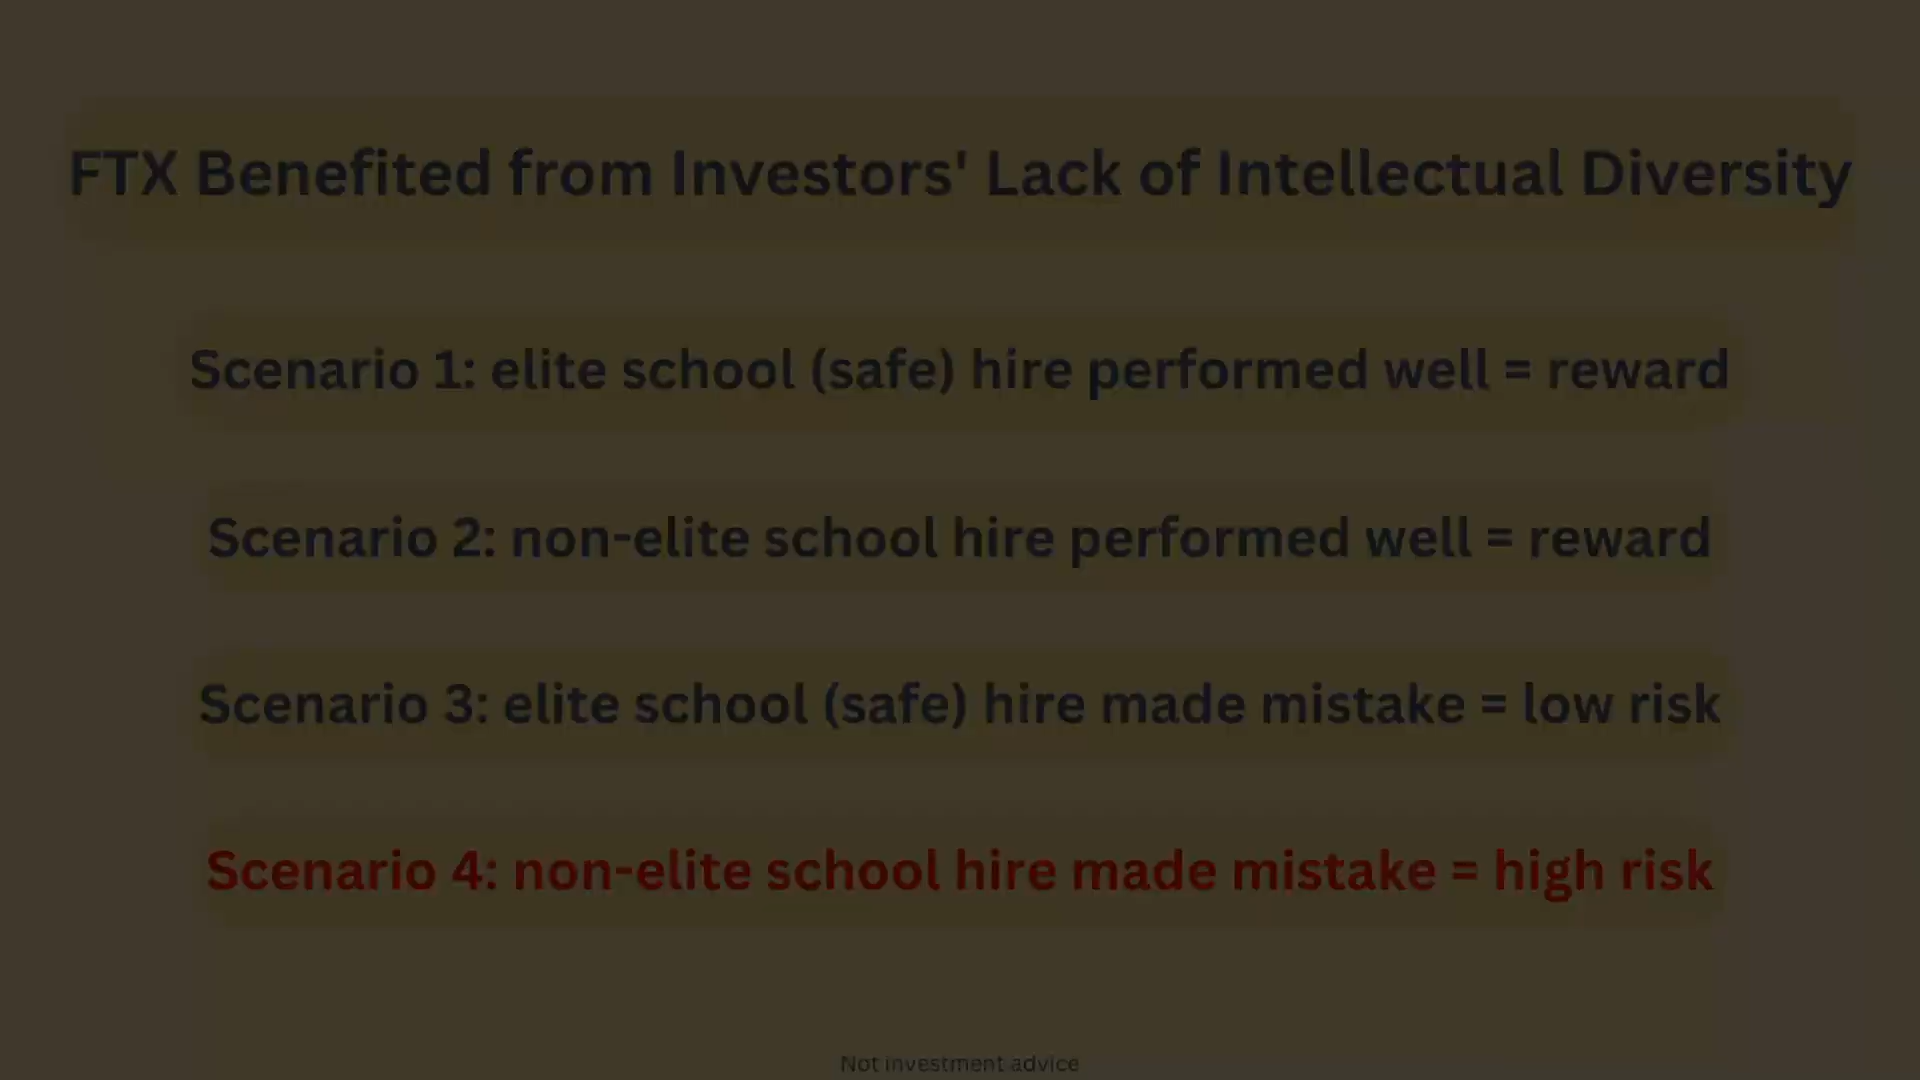 FTX Benefited from Investors' Lack of Intellectual Diversity
Scenario 1: elite school (safe) hire performed well = reward
Scenario 2: non-elite school hire performed well = reward
Scenario 3: elite school (safe) hire made mistake = low risk
Scenario 4: non-elite school hire made mistake = high risk
Not investment advice